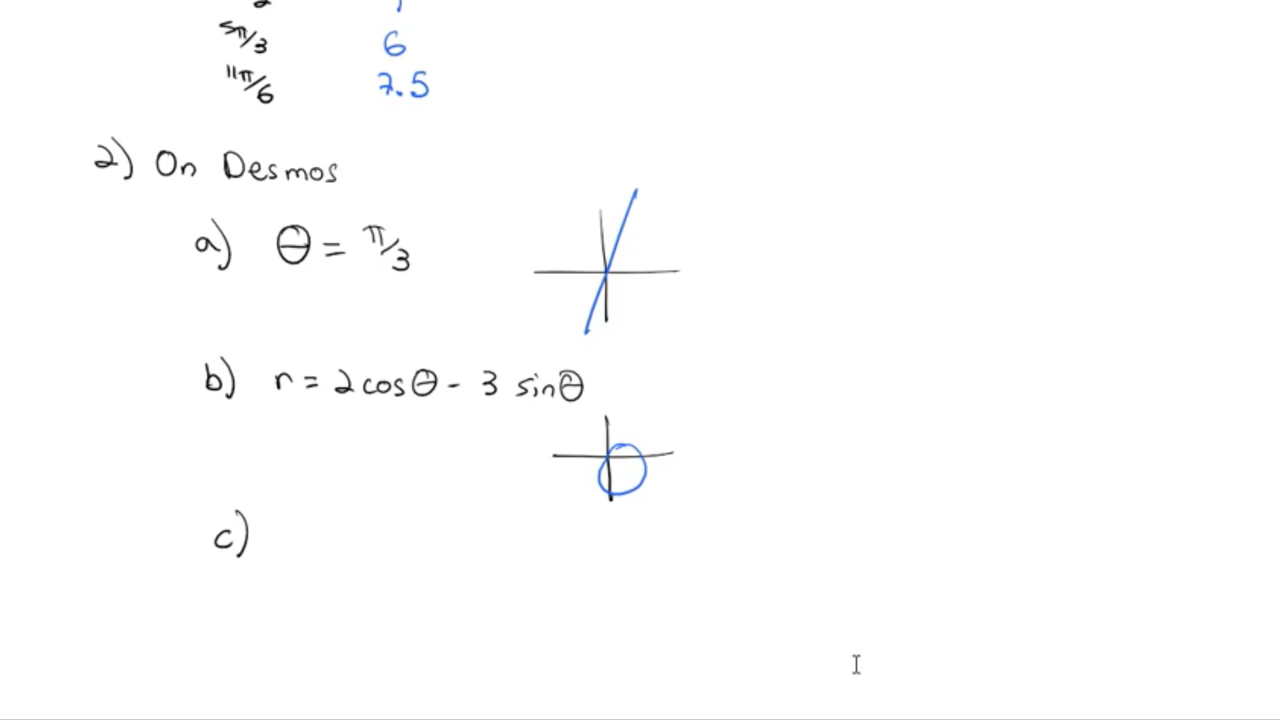 5π/3 6
11π/6 7.5
2) On Desmos
a) θ = π/3
b) r = 2cosθ - 3 sinθ
c)